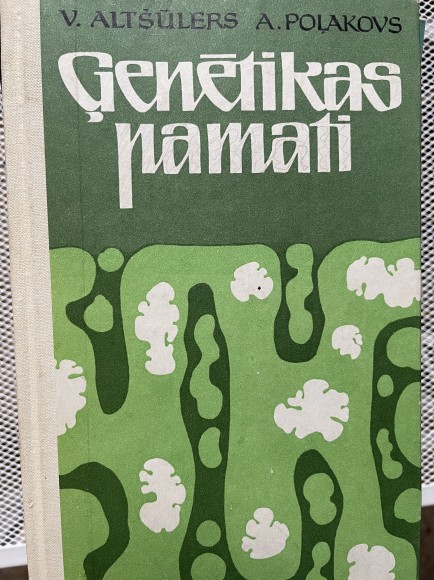 V. ALTŠŪLERS A. POĻAKOVS
Ģenētikas
pamati